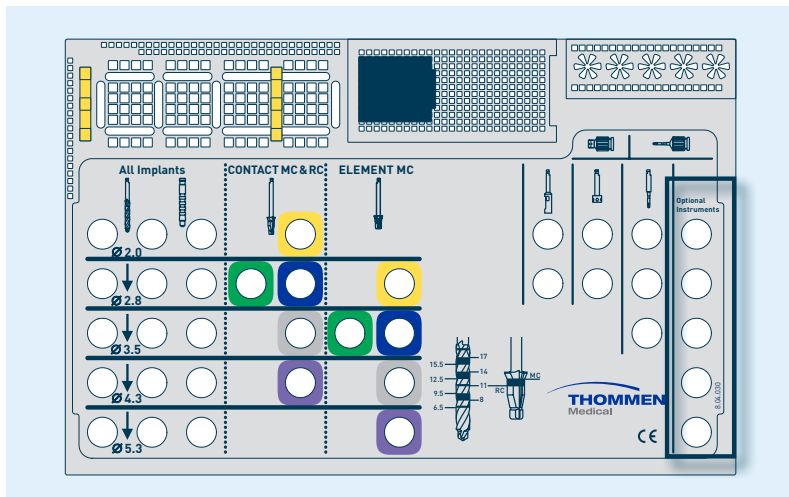 All Implants
CONTACT MC & RC
ELEMENT MC
Optional
Instruments
Ø 2.0
Ø 2.8
Ø 3.5
Ø 4.3
Ø 5.3
17
15.5
14
12.5
11
9.5
8
6.5
MC
RC
THOMMEN
Medical
CE
8.06.030